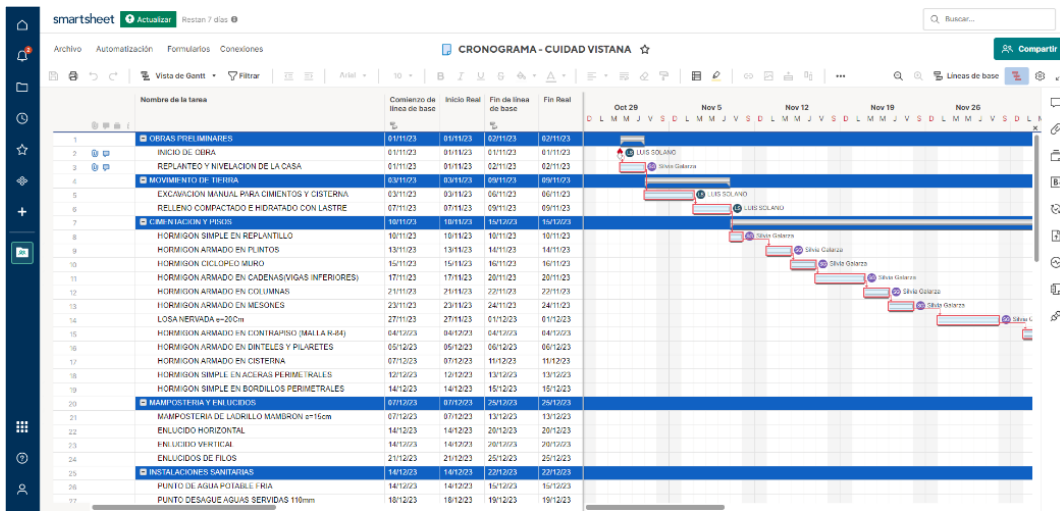 smartsheet Actualizar Restan 7 días Buscar...
Archivo Automatización Formularios Conexiones CRONOGRAMA - CUIDAD VISTANA Compartir
Vista de Gantt Filtrar Arial 10 B I U S A Líneas de base
Nombre de la tarea Comienzo de línea de base Inicio Real Fin de línea de base Fin Real Oct 29 Nov 5 Nov 12 Nov 19 Nov 26
D L M M J V S D L M M J V S D L M M J V S D L M M J V S D L M M J V S D L
1 OBRAS PRELIMINARES 01/11/23 01/11/23 02/11/23 02/11/23
2 INICIO DE OBRA 01/11/23 01/11/23 01/11/23 01/11/23 LS LUIS SOLANO
3 REPLANTEO Y NIVELACION DE LA CASA 01/11/23 01/11/23 02/11/23 02/11/23 SG Silvia Galarza
4 MOVIMIENTO DE TIERRA 03/11/23 03/11/23 09/11/23 09/11/23
5 EXCAVACION MANUAL PARA CIMIENTOS Y CISTERNA 03/11/23 03/11/23 06/11/23 06/11/23 LS LUIS SOLANO
6 RELLENO COMPACTADO E HIDRATADO CON LASTRE 07/11/23 07/11/23 09/11/23 09/11/23 LS LUIS SOLANO
7 CIMENTACION Y PISOS 10/11/23 10/11/23 15/12/23 15/12/23
8 HORMIGON SIMPLE EN REPLANTILLO 10/11/23 10/11/23 10/11/23 10/11/23 SG Silvia Galarza
9 HORMIGON ARMADO EN PLINTOS 13/11/23 13/11/23 14/11/23 14/11/23 SG Silvia Galarza
10 HORMIGON CICLOPEO MURO 15/11/23 15/11/23 16/11/23 16/11/23 SG Silvia Galarza
11 HORMIGON ARMADO EN CADENAS(VIGAS INFERIORES) 17/11/23 17/11/23 20/11/23 20/11/23 SG Silvia Galarza
12 HORMIGON ARMADO EN COLUMNAS 21/11/23 21/11/23 22/11/23 22/11/23 SG Silvia Galarza
13 HORMIGON ARMADO EN MESONES 23/11/23 23/11/23 24/11/23 24/11/23 SG Silvia Galarza
14 LOSA NERVADA e=20Cm 27/11/23 27/11/23 01/12/23 01/12/23 SG Silvia G
15 HORMIGON ARMADO EN CONTRAPISO (MALLA R-84) 04/12/23 04/12/23 04/12/23 04/12/23
16 HORMIGON ARMADO EN DINTELES Y PILARETES 05/12/23 05/12/23 06/12/23 06/12/23
17 HORMIGON ARMADO EN CISTERNA 07/12/23 07/12/23 11/12/23 11/12/23
18 HORMIGON SIMPLE EN ACERAS PERIMETRALES 12/12/23 12/12/23 13/12/23 13/12/23
19 HORMIGON SIMPLE EN BORDILLOS PERIMETRALES 14/12/23 14/12/23 15/12/23 15/12/23
20 MAMPOSTERIA Y ENLUCIDOS 07/12/23 07/12/23 25/12/23 25/12/23
21 MAMPOSTERIA DE LADRILLO MAMBRON e=15cm 07/12/23 07/12/23 13/12/23 13/12/23
22 ENLUCIDO HORIZONTAL 14/12/23 14/12/23 20/12/23 20/12/23
23 ENLUCIDO VERTICAL 14/12/23 14/12/23 20/12/23 20/12/23
24 ENLUCIDOS DE FILOS 21/12/23 21/12/23 25/12/23 25/12/23
25 INSTALACIONES SANITARIAS 14/12/23 14/12/23 22/12/23 22/12/23
26 PUNTO DE AGUA POTABLE FRIA 14/12/23 14/12/23 15/12/23 15/12/23
27 PUNTO DESAGUE AGUAS SERVIDAS 110mm 18/12/23 18/12/23 19/12/23 19/12/23